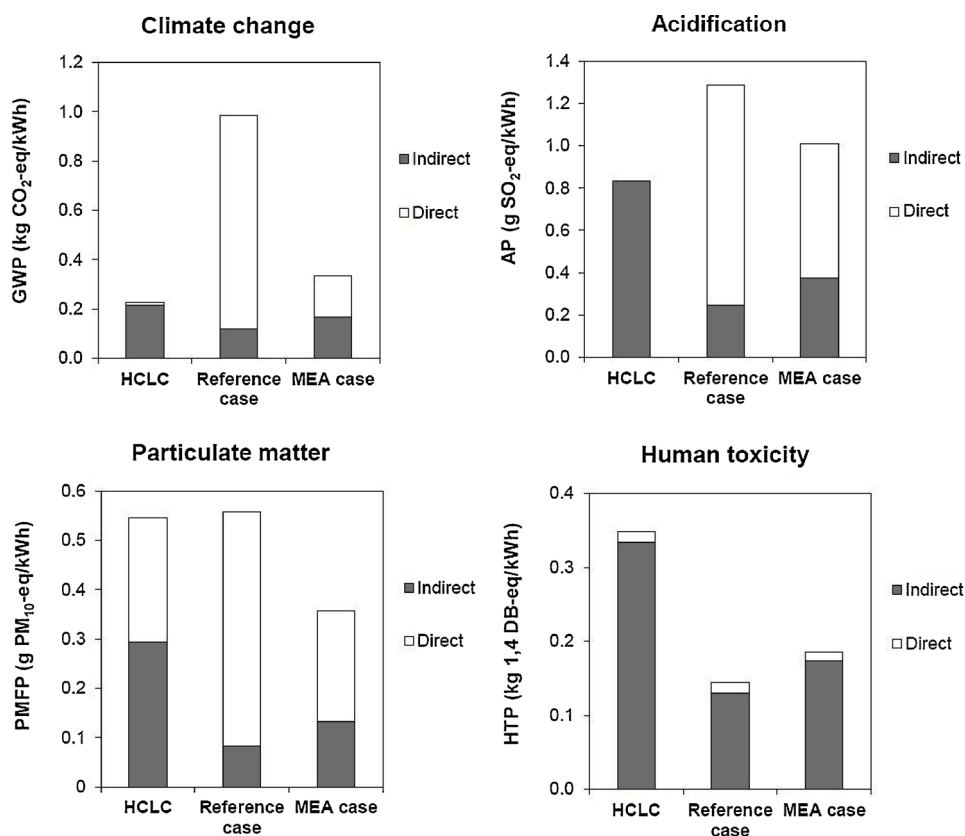 Climate change
GWP (kg CO₂-eq/kWh)
1.2
1.0
0.8
0.6
0.4
0.2
0.0
HCLC
Reference case
MEA case
Indirect
Direct
Acidification
AP (g SO₂-eq/kWh)
1.4
1.2
1.0
0.8
0.6
0.4
0.2
0.0
HCLC
Reference case
MEA case
Indirect
Direct
Particulate matter
PMFP (g PM₁₀-eq/kWh)
0.6
0.5
0.4
0.3
0.2
0.1
0
HCLC
Reference case
MEA case
Indirect
Direct
Human toxicity
HTP (kg 1,4 DB-eq/kWh)
0.4
0.3
0.2
0.1
0.0
HCLC
Reference case
MEA case
Indirect
Direct